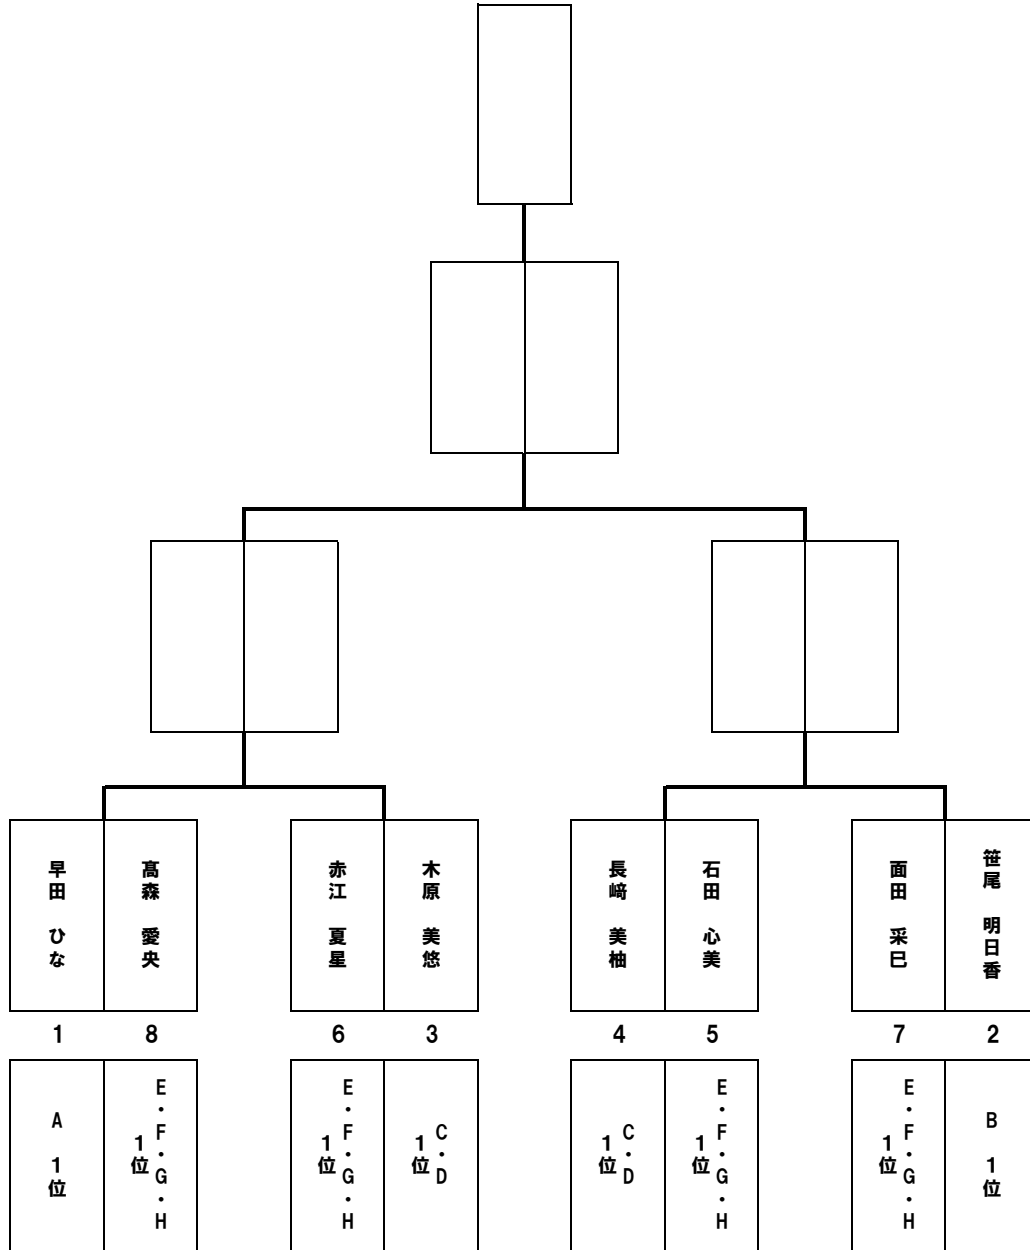 早田 ひな
髙森 愛央
赤江 夏星
木原 美悠
長﨑 美柚
石田 心美
面田 采巳
笹尾 明日香
1
8
6
3
4
5
7
2
A 1位
E・F・G・H
1位
E・F・G・H
1位
C・D
1位
C・D
1位
E・F・G・H
1位
E・F・G・H
1位
B 1位